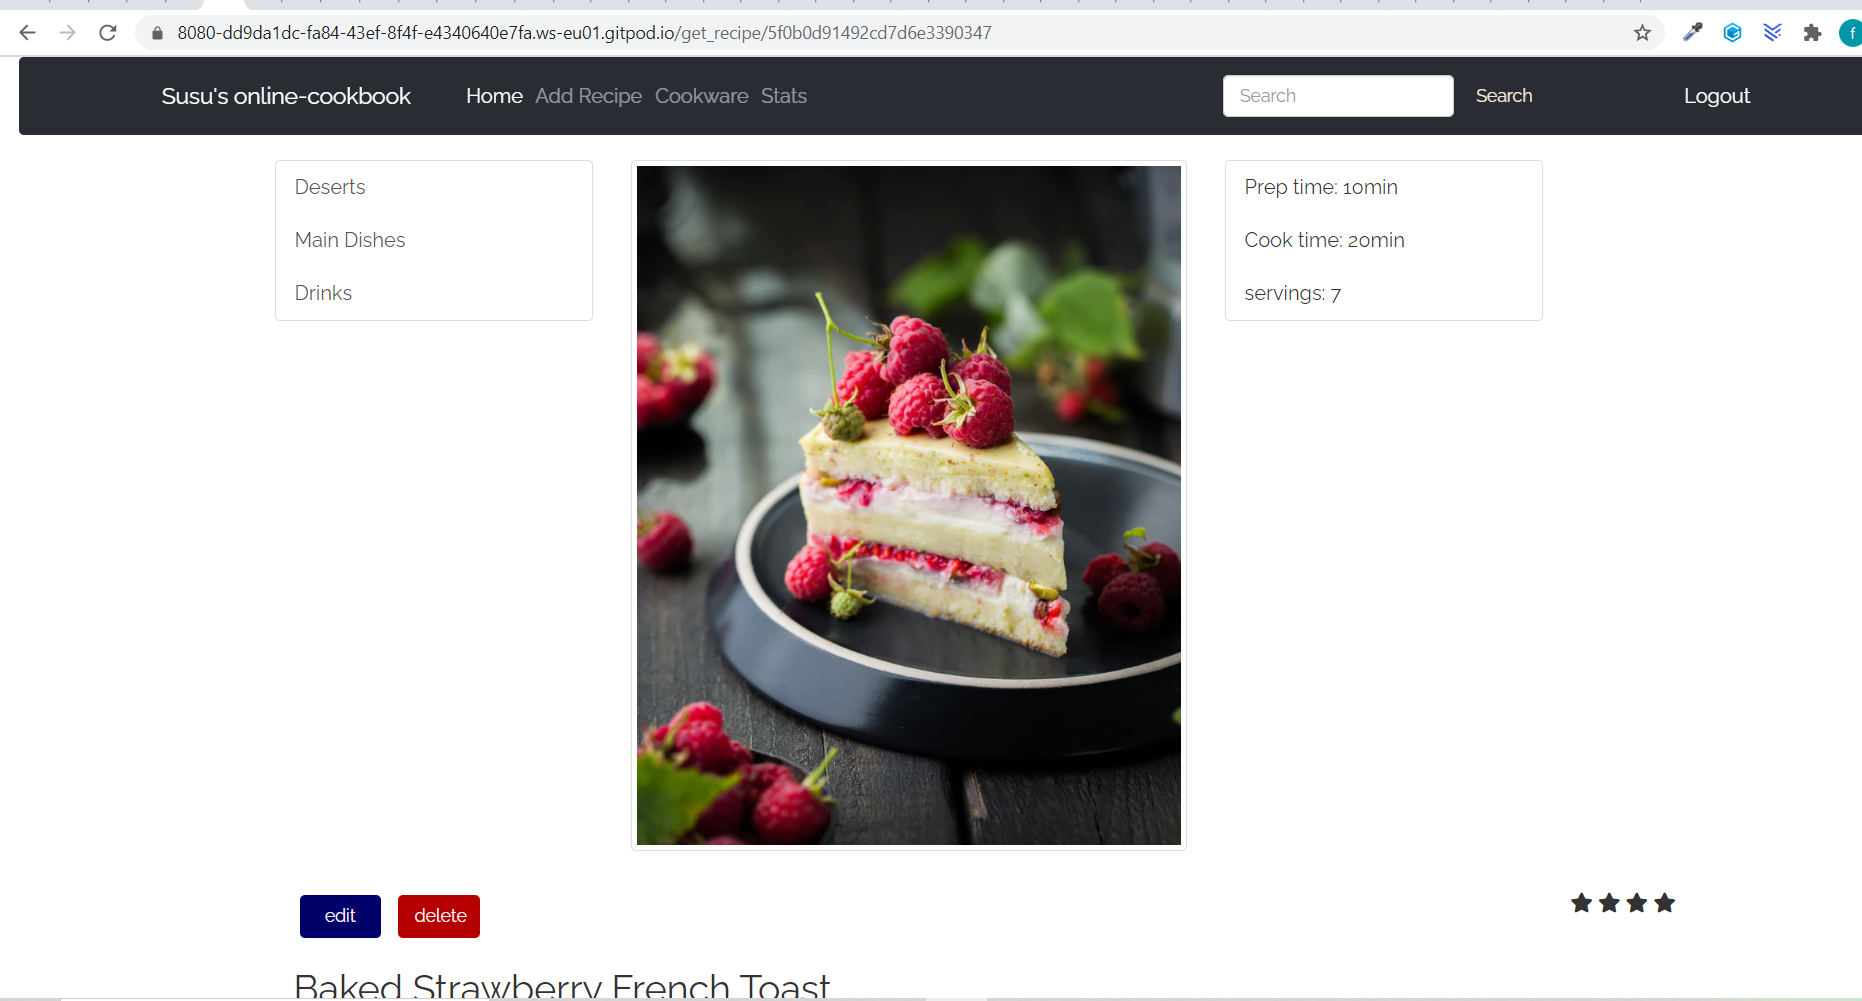 8080-dd9da1dc-fa84-43ef-8f4f-e4340640e7fa.ws-eu01.gitpod.io/get_recipe/5f0b0d91492cd7d6e3390347
f
Susu's online-cookbook Home Add Recipe Cookware Stats Search Search Logout
Deserts
Main Dishes
Drinks
Prep time: 10min
Cook time: 20min
servings: 7
edit delete
Baked Strawberry French Toast